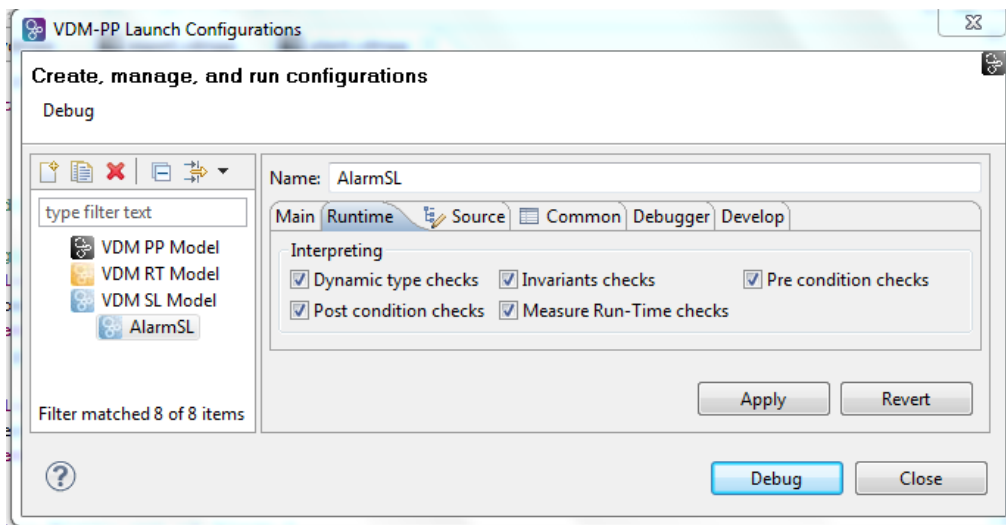 VDM-PP Launch Configurations
Create, manage, and run configurations
Debug
type filter text
VDM PP Model
VDM RT Model
VDM SL Model
AlarmSL
Filter matched 8 of 8 items
Name: AlarmSL
Main Runtime Source Common Debugger Develop
Interpreting
Dynamic type checks Invariants checks Pre condition checks
Post condition checks Measure Run-Time checks
Apply Revert
? Debug Close